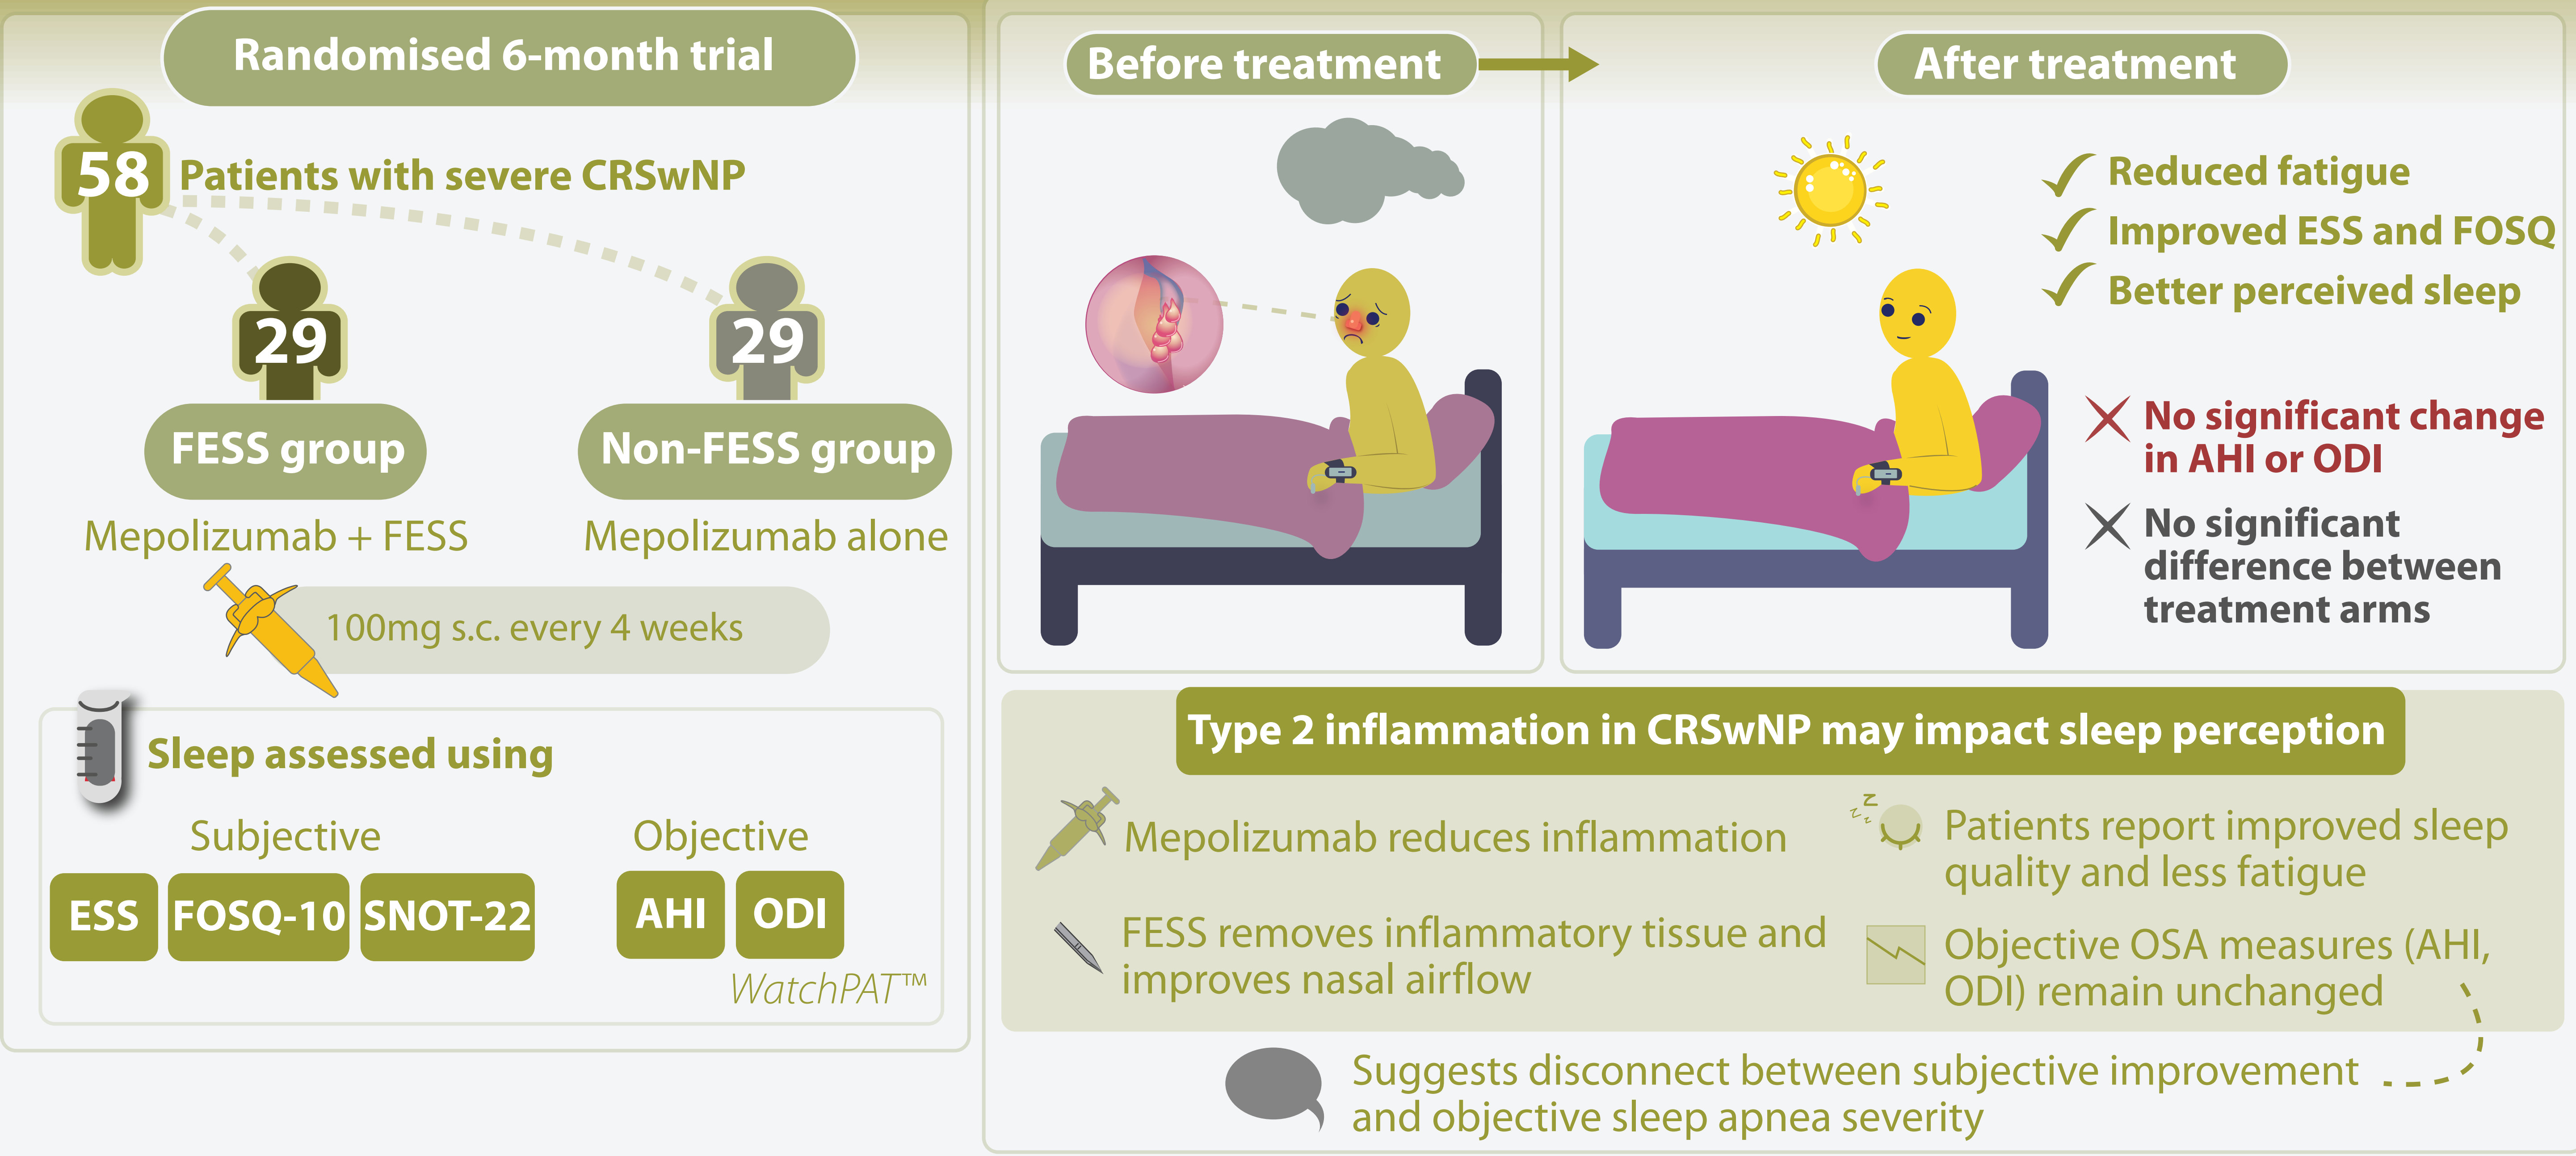 Randomised 6-month trial
58
Patients with severe CRSwNP
29
29
FESS group
Non-FESS group
Mepolizumab + FESS
Mepolizumab alone
100mg s.c. every 4 weeks
Sleep assessed using
Subjective
Objective
ESS
FOSQ-10
SNOT-22
AHI
ODI
WatchPAT™
Before treatment
After treatment
Reduced fatigue
Improved ESS and FOSQ
Better perceived sleep
No significant change
in AHI or ODI
No significant
difference between
treatment arms
Type 2 inflammation in CRSwNP may impact sleep perception
Mepolizumab reduces inflammation
FESS removes inflammatory tissue and
improves nasal airflow
z z z
Patients report improved sleep
quality and less fatigue
Objective OSA measures (AHI,
ODI) remain unchanged
Suggests disconnect between subjective improvement
and objective sleep apnea severity